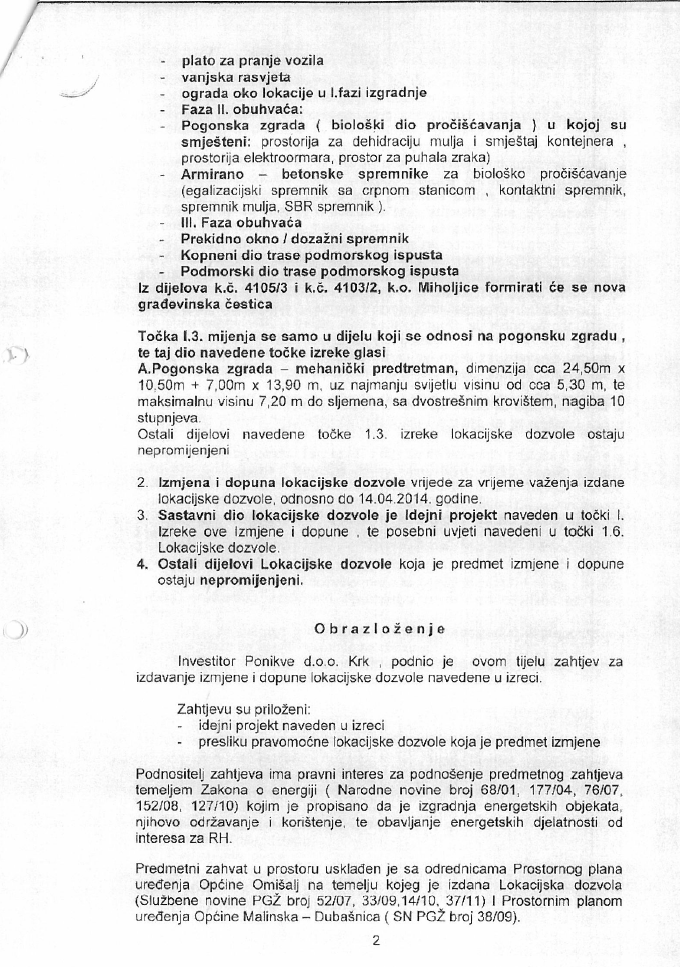 - plato za pranje vozila
- vanjska rasvjeta
- ograda oko lokacije u I.fazi izgradnje
- Faza II. obuhvaća:
- Pogonska zgrada ( biološki dio pročišćavanja ) u kojoj su
smješteni: prostorija za dehidraciju mulja i smještaj kontejnera ,
prostorija elektroormara, prostor za puhala zraka)
- Armirano – betonske spremnike za biološko pročišćavanje
(egalizacijski spremnik sa crpnom stanicom , kontaktni spremnik,
spremnik mulja, SBR spremnik ).
- III. Faza obuhvaća
- Prekidno okno / dozažni spremnik
- Kopneni dio trase podmorskog ispusta
- Podmorski dio trase podmorskog ispusta
Iz dijelova k.č. 4105/3 i k.č. 4103/2, k.o. Miholjice formirati će se nova
građevinska čestica
Točka I.3. mijenja se samo u dijelu koji se odnosi na pogonsku zgradu ,
te taj dio navedene točke izreke glasi
A.Pogonska zgrada – mehanički predtretman, dimenzija cca 24,50m x
10,50m + 7,00m x 13,90 m, uz najmanju svijetlu visinu od cca 5,30 m, te
maksimalnu visinu 7,20 m do sljemena, sa dvostrešnim krovištem, nagiba 10
stupnjeva.
Ostali dijelovi navedene točke 1.3. izreke lokacijske dozvole ostaju
nepromijenjeni
2. Izmjena i dopuna lokacijske dozvole vrijede za vrijeme važenja izdane
lokacijske dozvole, odnosno do 14.04.2014. godine.
3. Sastavni dio lokacijske dozvole je Idejni projekt naveden u točki I.
Izreke ove Izmjene i dopune , te posebni uvjeti navedeni u točki 1.6.
Lokacijske dozvole.
4. Ostali dijelovi Lokacijske dozvole koja je predmet izmjene i dopune
ostaju nepromijenjeni.
O b r a z l o ž e n j e
Investitor Ponikve d.o.o. Krk , podnio je ovom tijelu zahtjev za
izdavanje izmjene i dopune lokacijske dozvole navedene u izreci.
Zahtjevu su priloženi:
- idejni projekt naveden u izreci
- presliku pravomoćne lokacijske dozvole koja je predmet izmjene
Podnositelj zahtjeva ima pravni interes za podnošenje predmetnog zahtjeva
temeljem Zakona o energiji ( Narodne novine broj 68/01, 177/04, 76/07,
152/08, 127/10) kojim je propisano da je izgradnja energetskih objekata,
njihovo održavanje i korištenje, te obavljanje energetskih djelatnosti od
interesa za RH.
Predmetni zahvat u prostoru usklađen je sa odrednicama Prostornog plana
uređenja Općine Omišalj na temelju kojeg je izdana Lokacijska dozvola
(Službene novine PGŽ broj 52/07, 33/09,14/10, 37/11) I Prostornim planom
uređenja Općine Malinska – Dubašnica ( SN PGŽ broj 38/09).
2